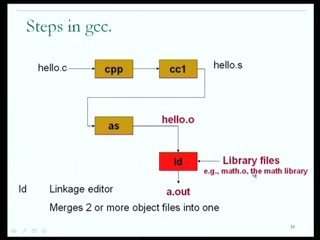 Steps in gcc.
hello.c
cpp
cc1
hello.s
as
hello.o
ld
Library files
e.g., math.o, the math library
a.out
ld Linkage editor
Merges 2 or more object files into one